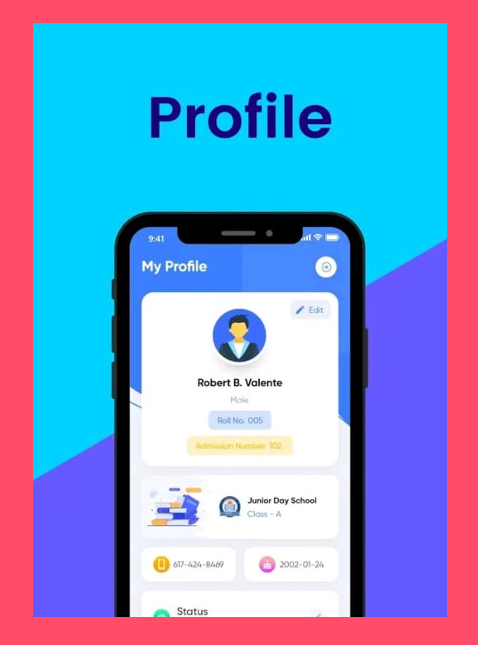 Profile
9:41
My Profile
Edit
Robert B. Valente
Male
Roll No. 005
Admission Number 102
Junior Day School
Class - A
617-424-8469
2002-01-24
Status